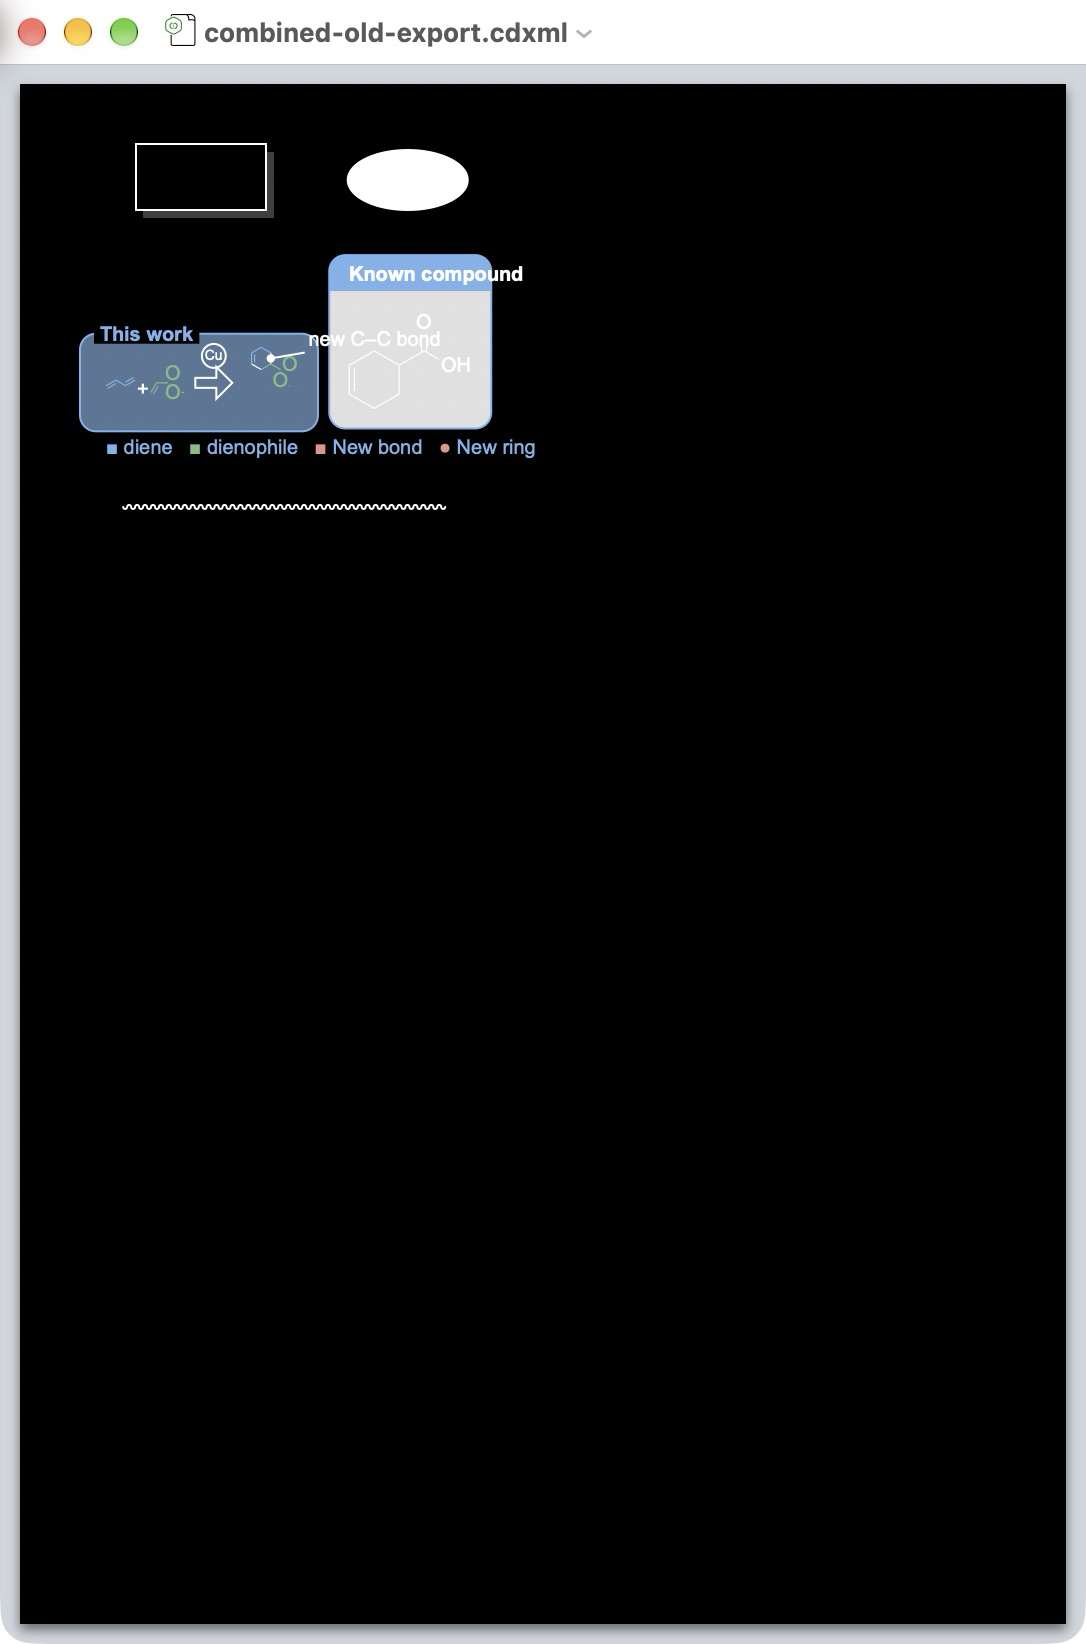 combined-old-export.cdxml
Known compound
This work
new C–C bond
O
OH
Cu
+
O
O
O
O
diene dienophile New bond New ring